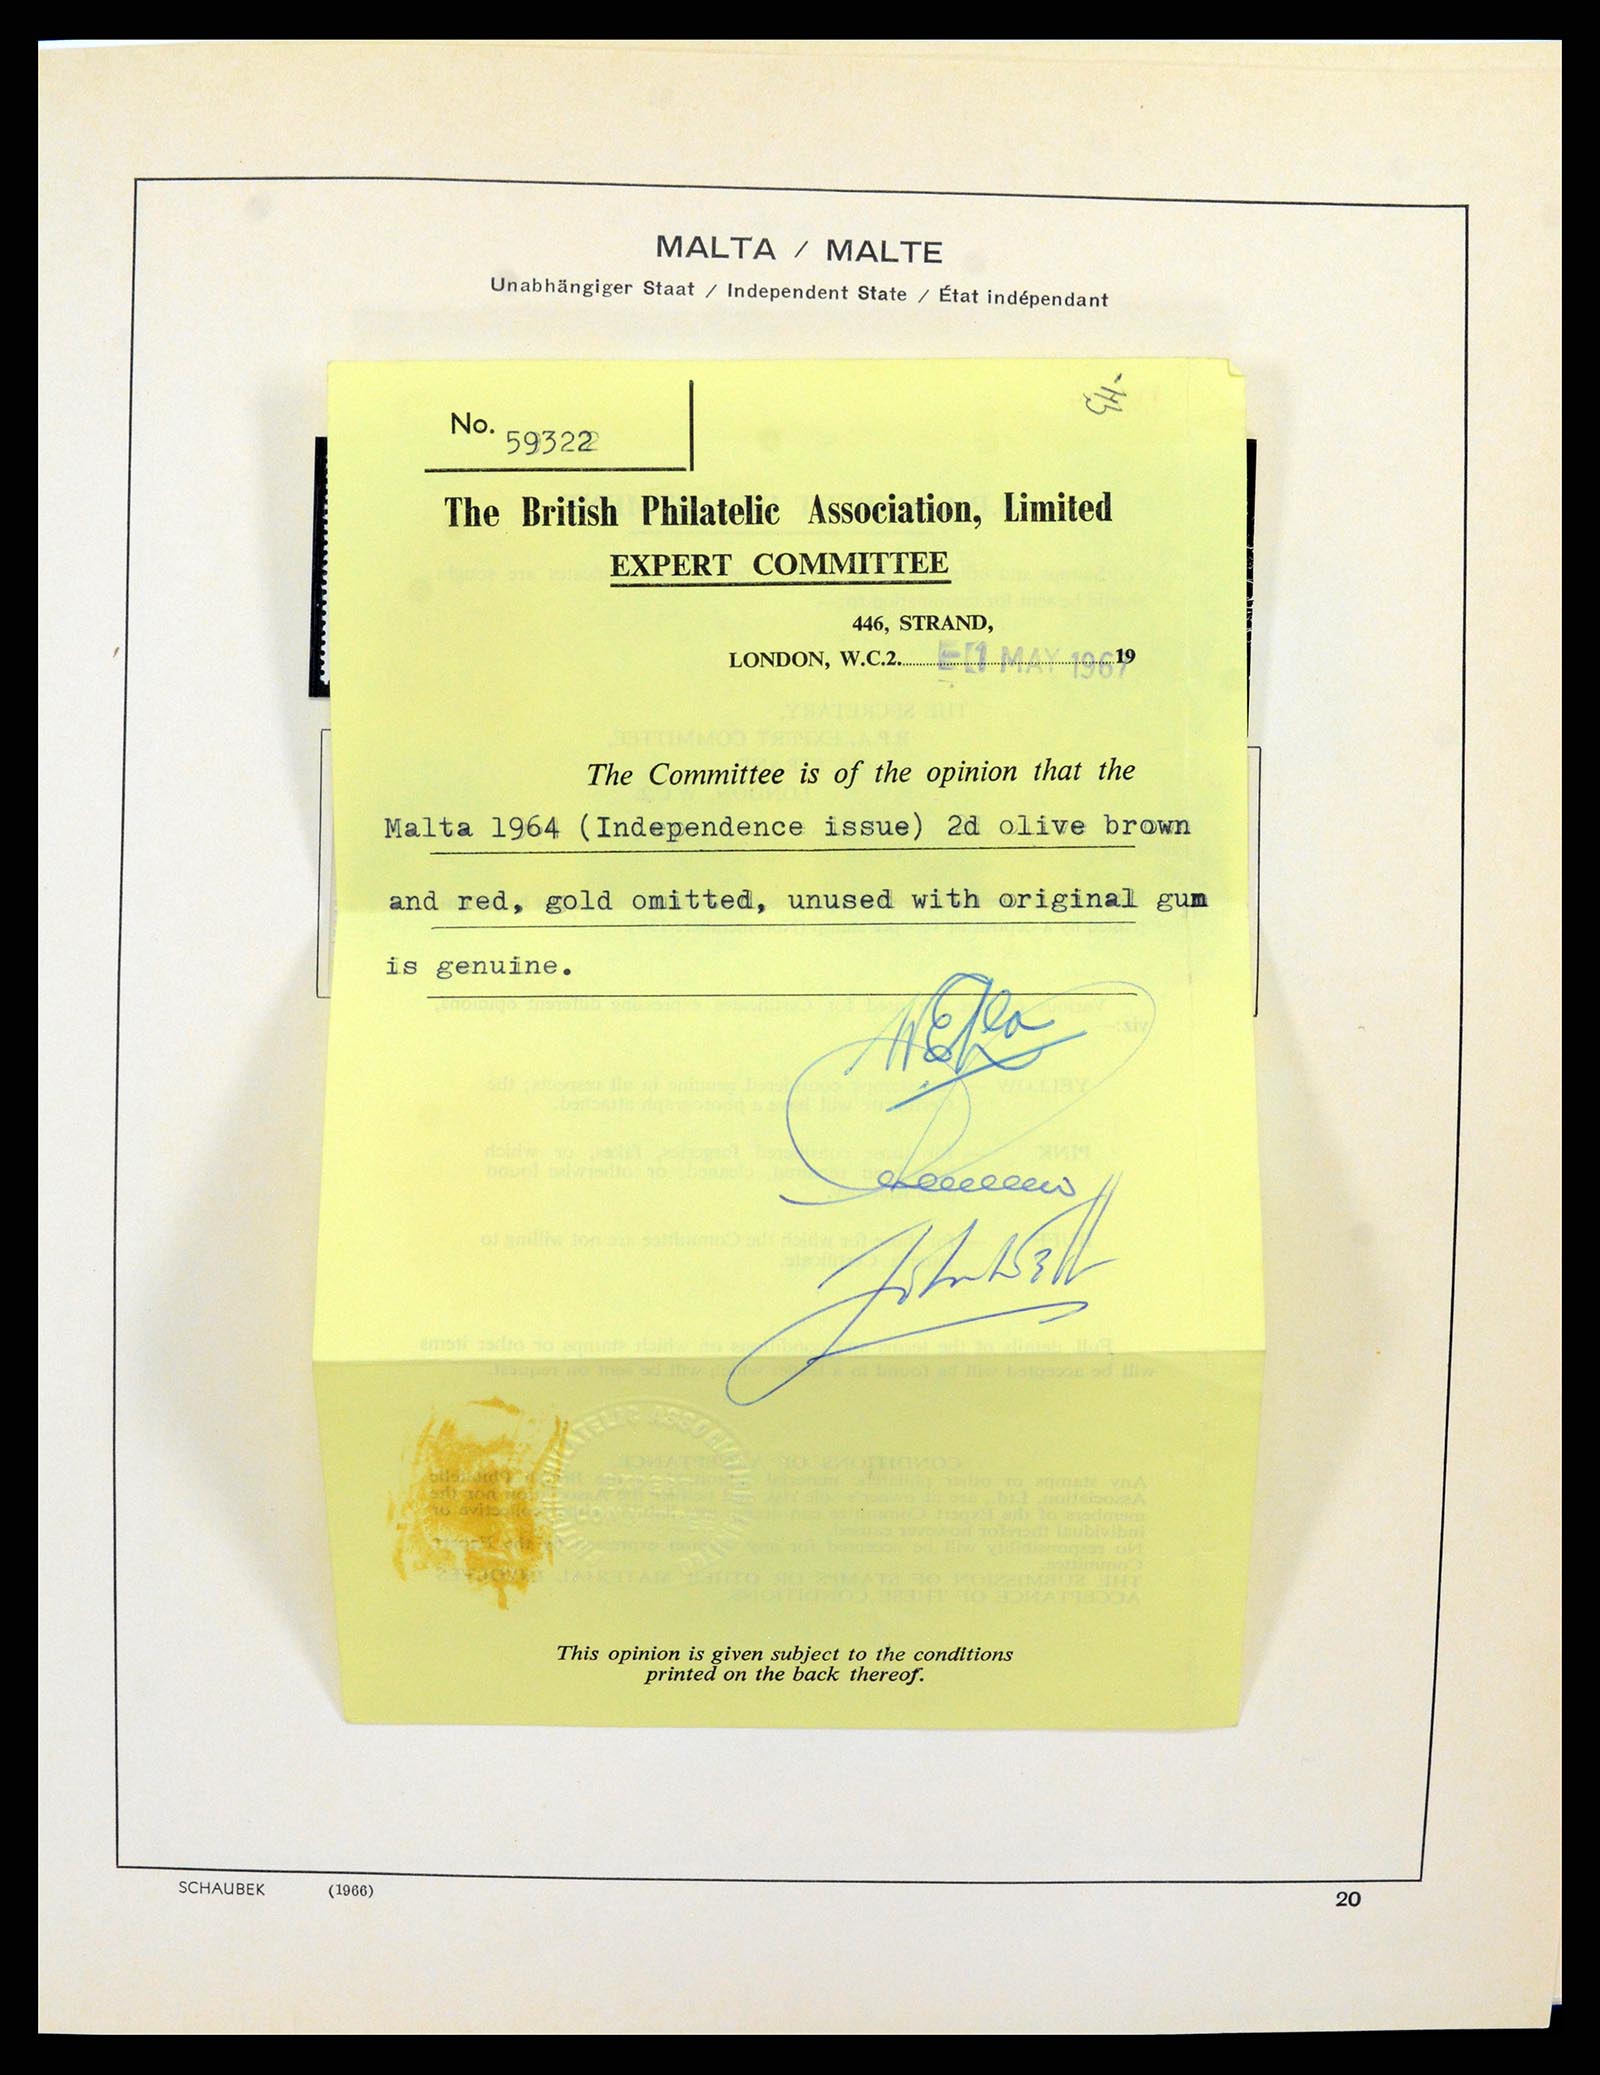 MALTA / MALTE
Unabhängiger Staat / Independent State / État indépendant
No. 59322
The British Philatelic Association, Limited
EXPERT COMMITTEE
446, STRAND,
LONDON, W.C.2. 1 MAY 1967 19
The Committee is of the opinion that the
Malta 1964 (Independence issue) 2d olive brown
and red, gold omitted, unused with original gum
is genuine.
This opinion is given subject to the conditions
printed on the back thereof.
SCHAUBEK (1966)
20